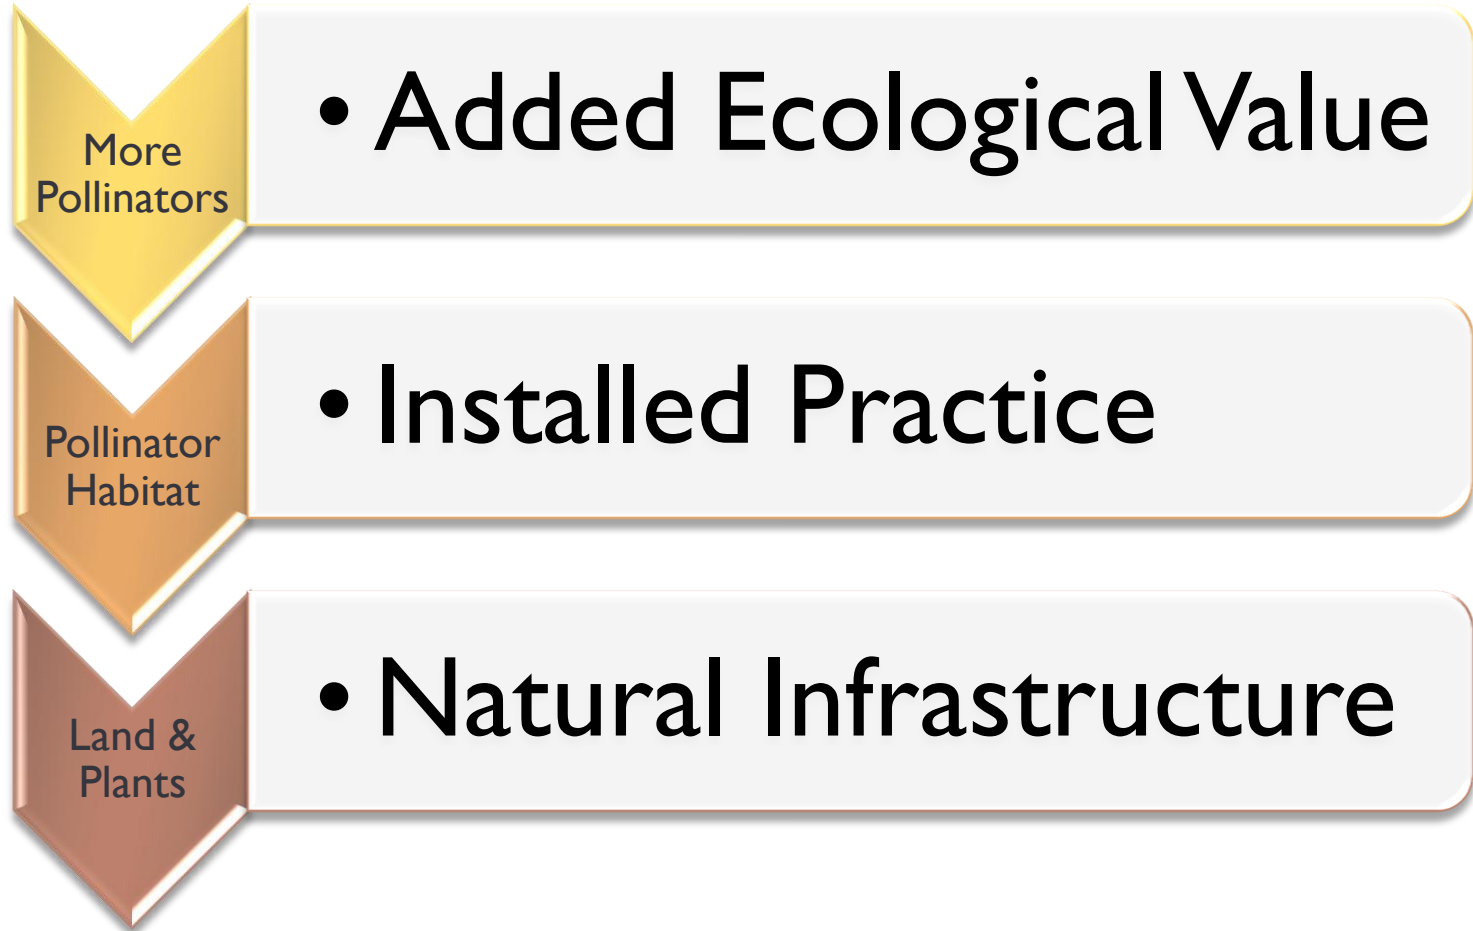 More
Pollinators
• Added Ecological Value
Pollinator
Habitat
• Installed Practice
Land &
Plants
• Natural Infrastructure